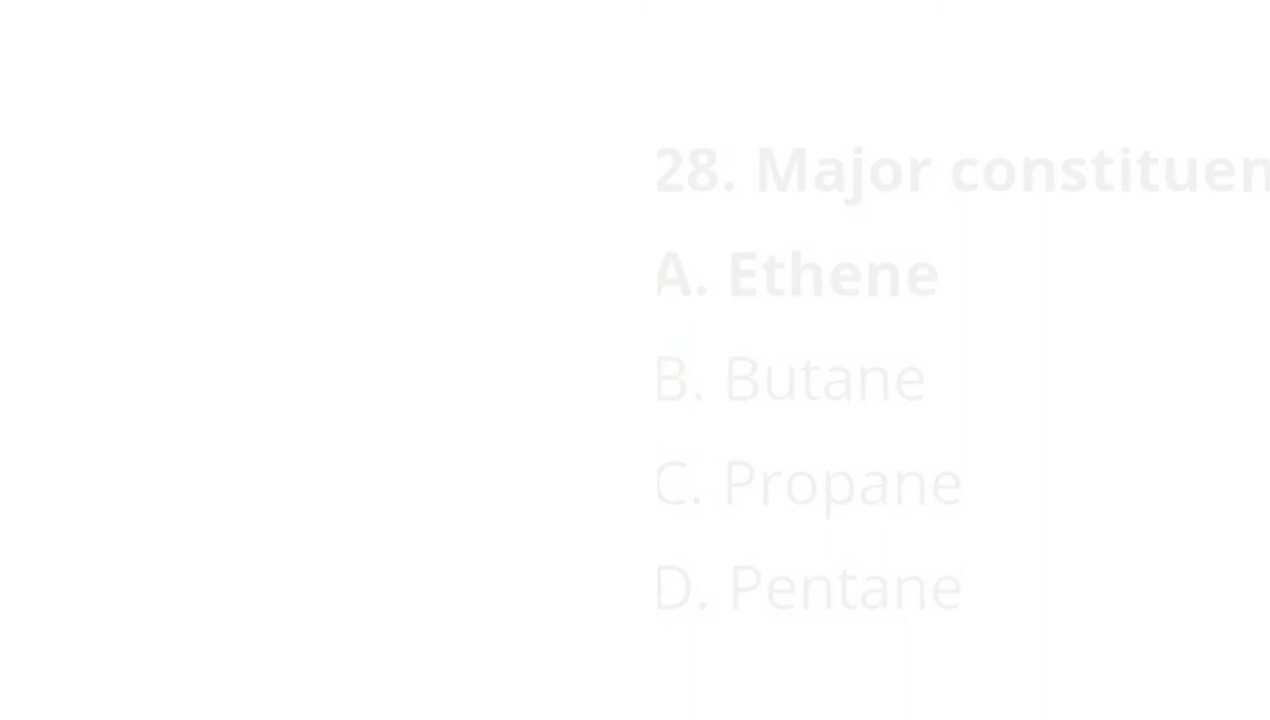 28. Major constituen
A. Ethene
B. Butane
C. Propane
D. Pentane